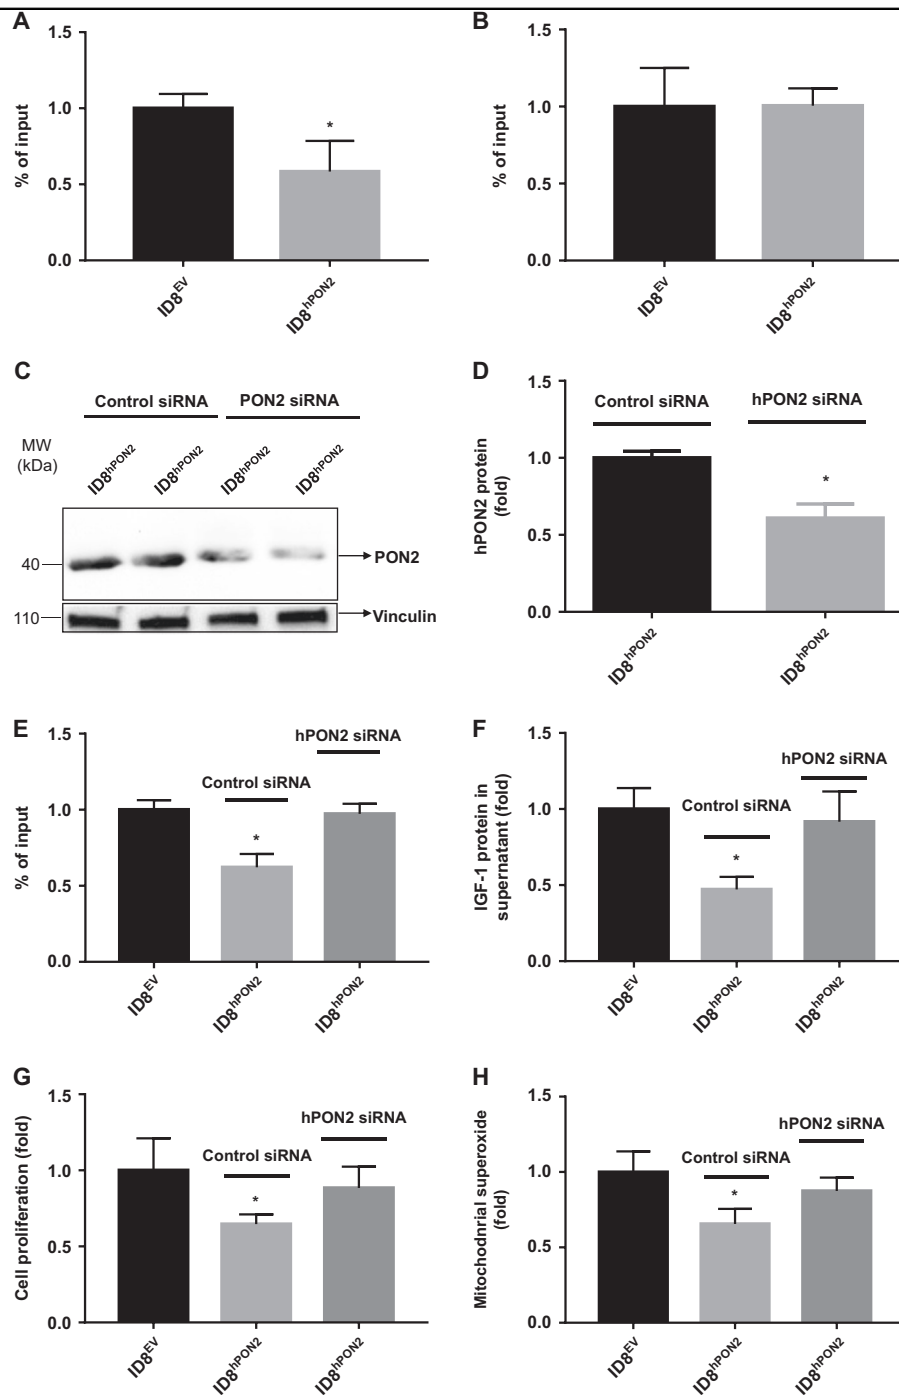 A
% of input
1.5
1.0
0.5
0.0
*
ID8EV
ID8hPON2
B
% of input
1.5
1.0
0.5
0.0
ID8EV
ID8hPON2
C
Control siRNA
PON2 siRNA
MW
(kDa)
ID8hPON2
ID8hPON2
ID8hPON2
ID8hPON2
40
PON2
110
Vinculin
D
hPON2 protein
(fold)
1.5
1.0
0.5
0.0
Control siRNA
hPON2 siRNA
*
ID8hPON2
ID8hPON2
E
% of input
1.5
1.0
0.5
0.0
Control siRNA
hPON2 siRNA
*
ID8EV
ID8hPON2
ID8hPON2
F
IGF-1 protein in
supernatant (fold)
1.5
1.0
0.5
0.0
Control siRNA
hPON2 siRNA
*
ID8EV
ID8hPON2
ID8hPON2
G
Cell proliferation (fold)
1.5
1.0
0.5
0.0
Control siRNA
hPON2 siRNA
*
ID8EV
ID8hPON2
ID8hPON2
H
Mitochodnrial superoxide
(fold)
1.5
1.0
0.5
0.0
Control siRNA
hPON2 siRNA
*
ID8EV
ID8hPON2
ID8hPON2